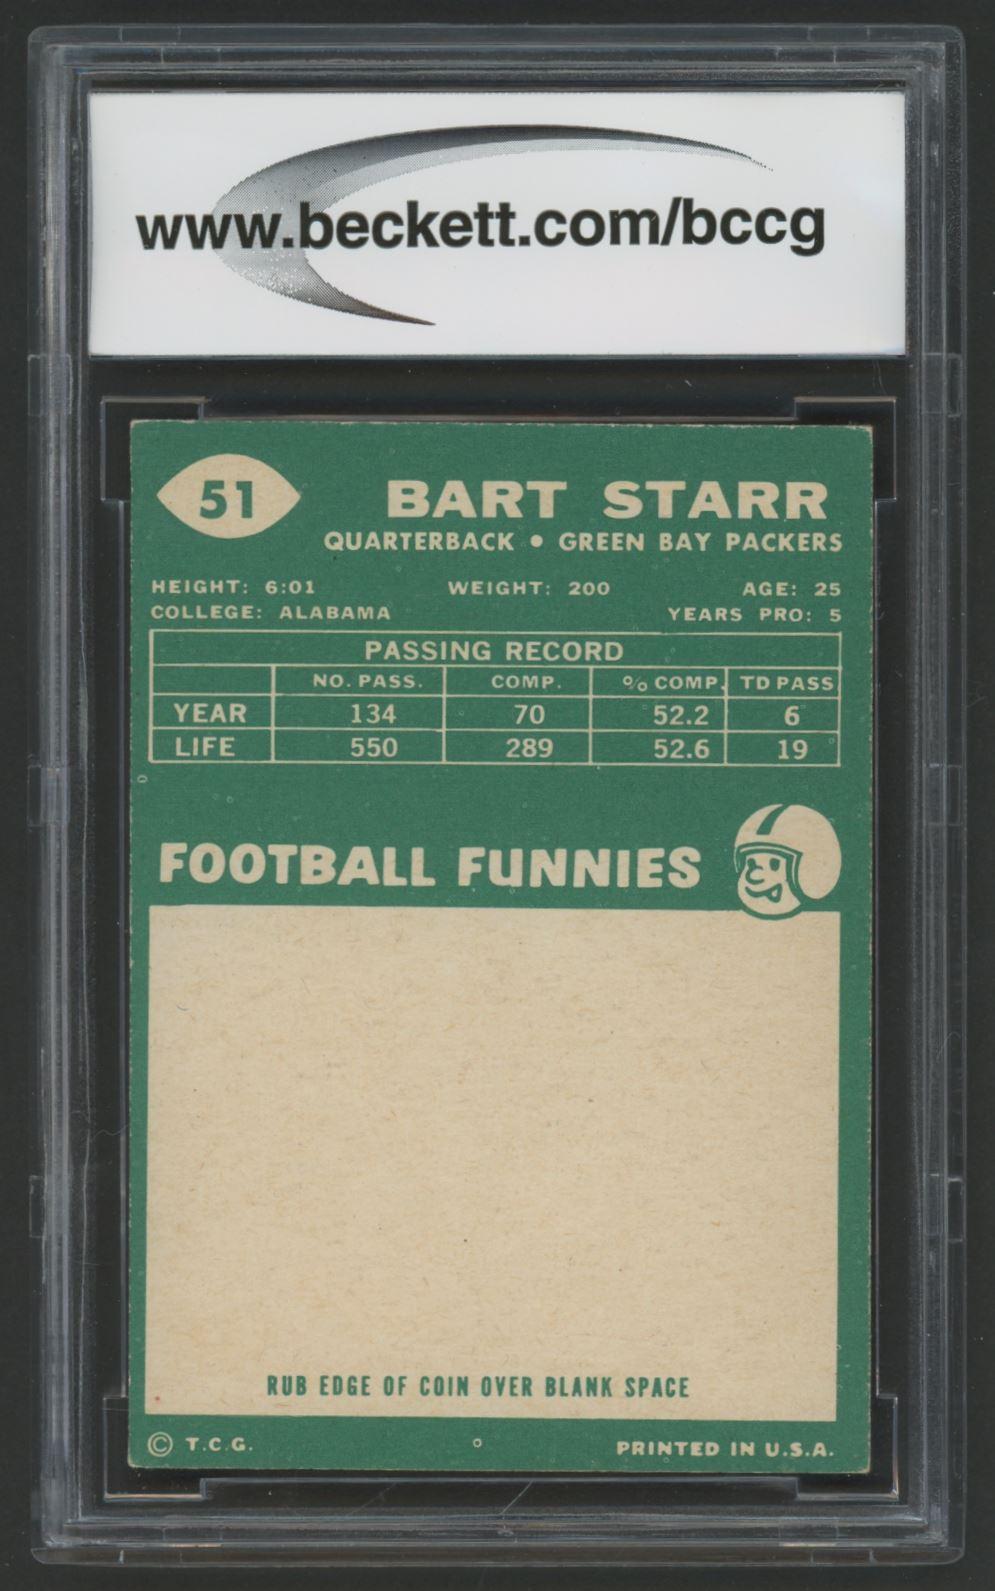 www.beckett.com/bccg
51
BART STARR
QUARTERBACK • GREEN BAY PACKERS
HEIGHT: 6:01 WEIGHT: 200 AGE: 25
COLLEGE: ALABAMA YEARS PRO: 5
PASSING RECORD
NO. PASS. COMP. % COMP. TD PASS
YEAR 134 70 52.2 6
LIFE 550 289 52.6 19
FOOTBALL FUNNIES
RUB EDGE OF COIN OVER BLANK SPACE
© T.C.G. PRINTED IN U.S.A.